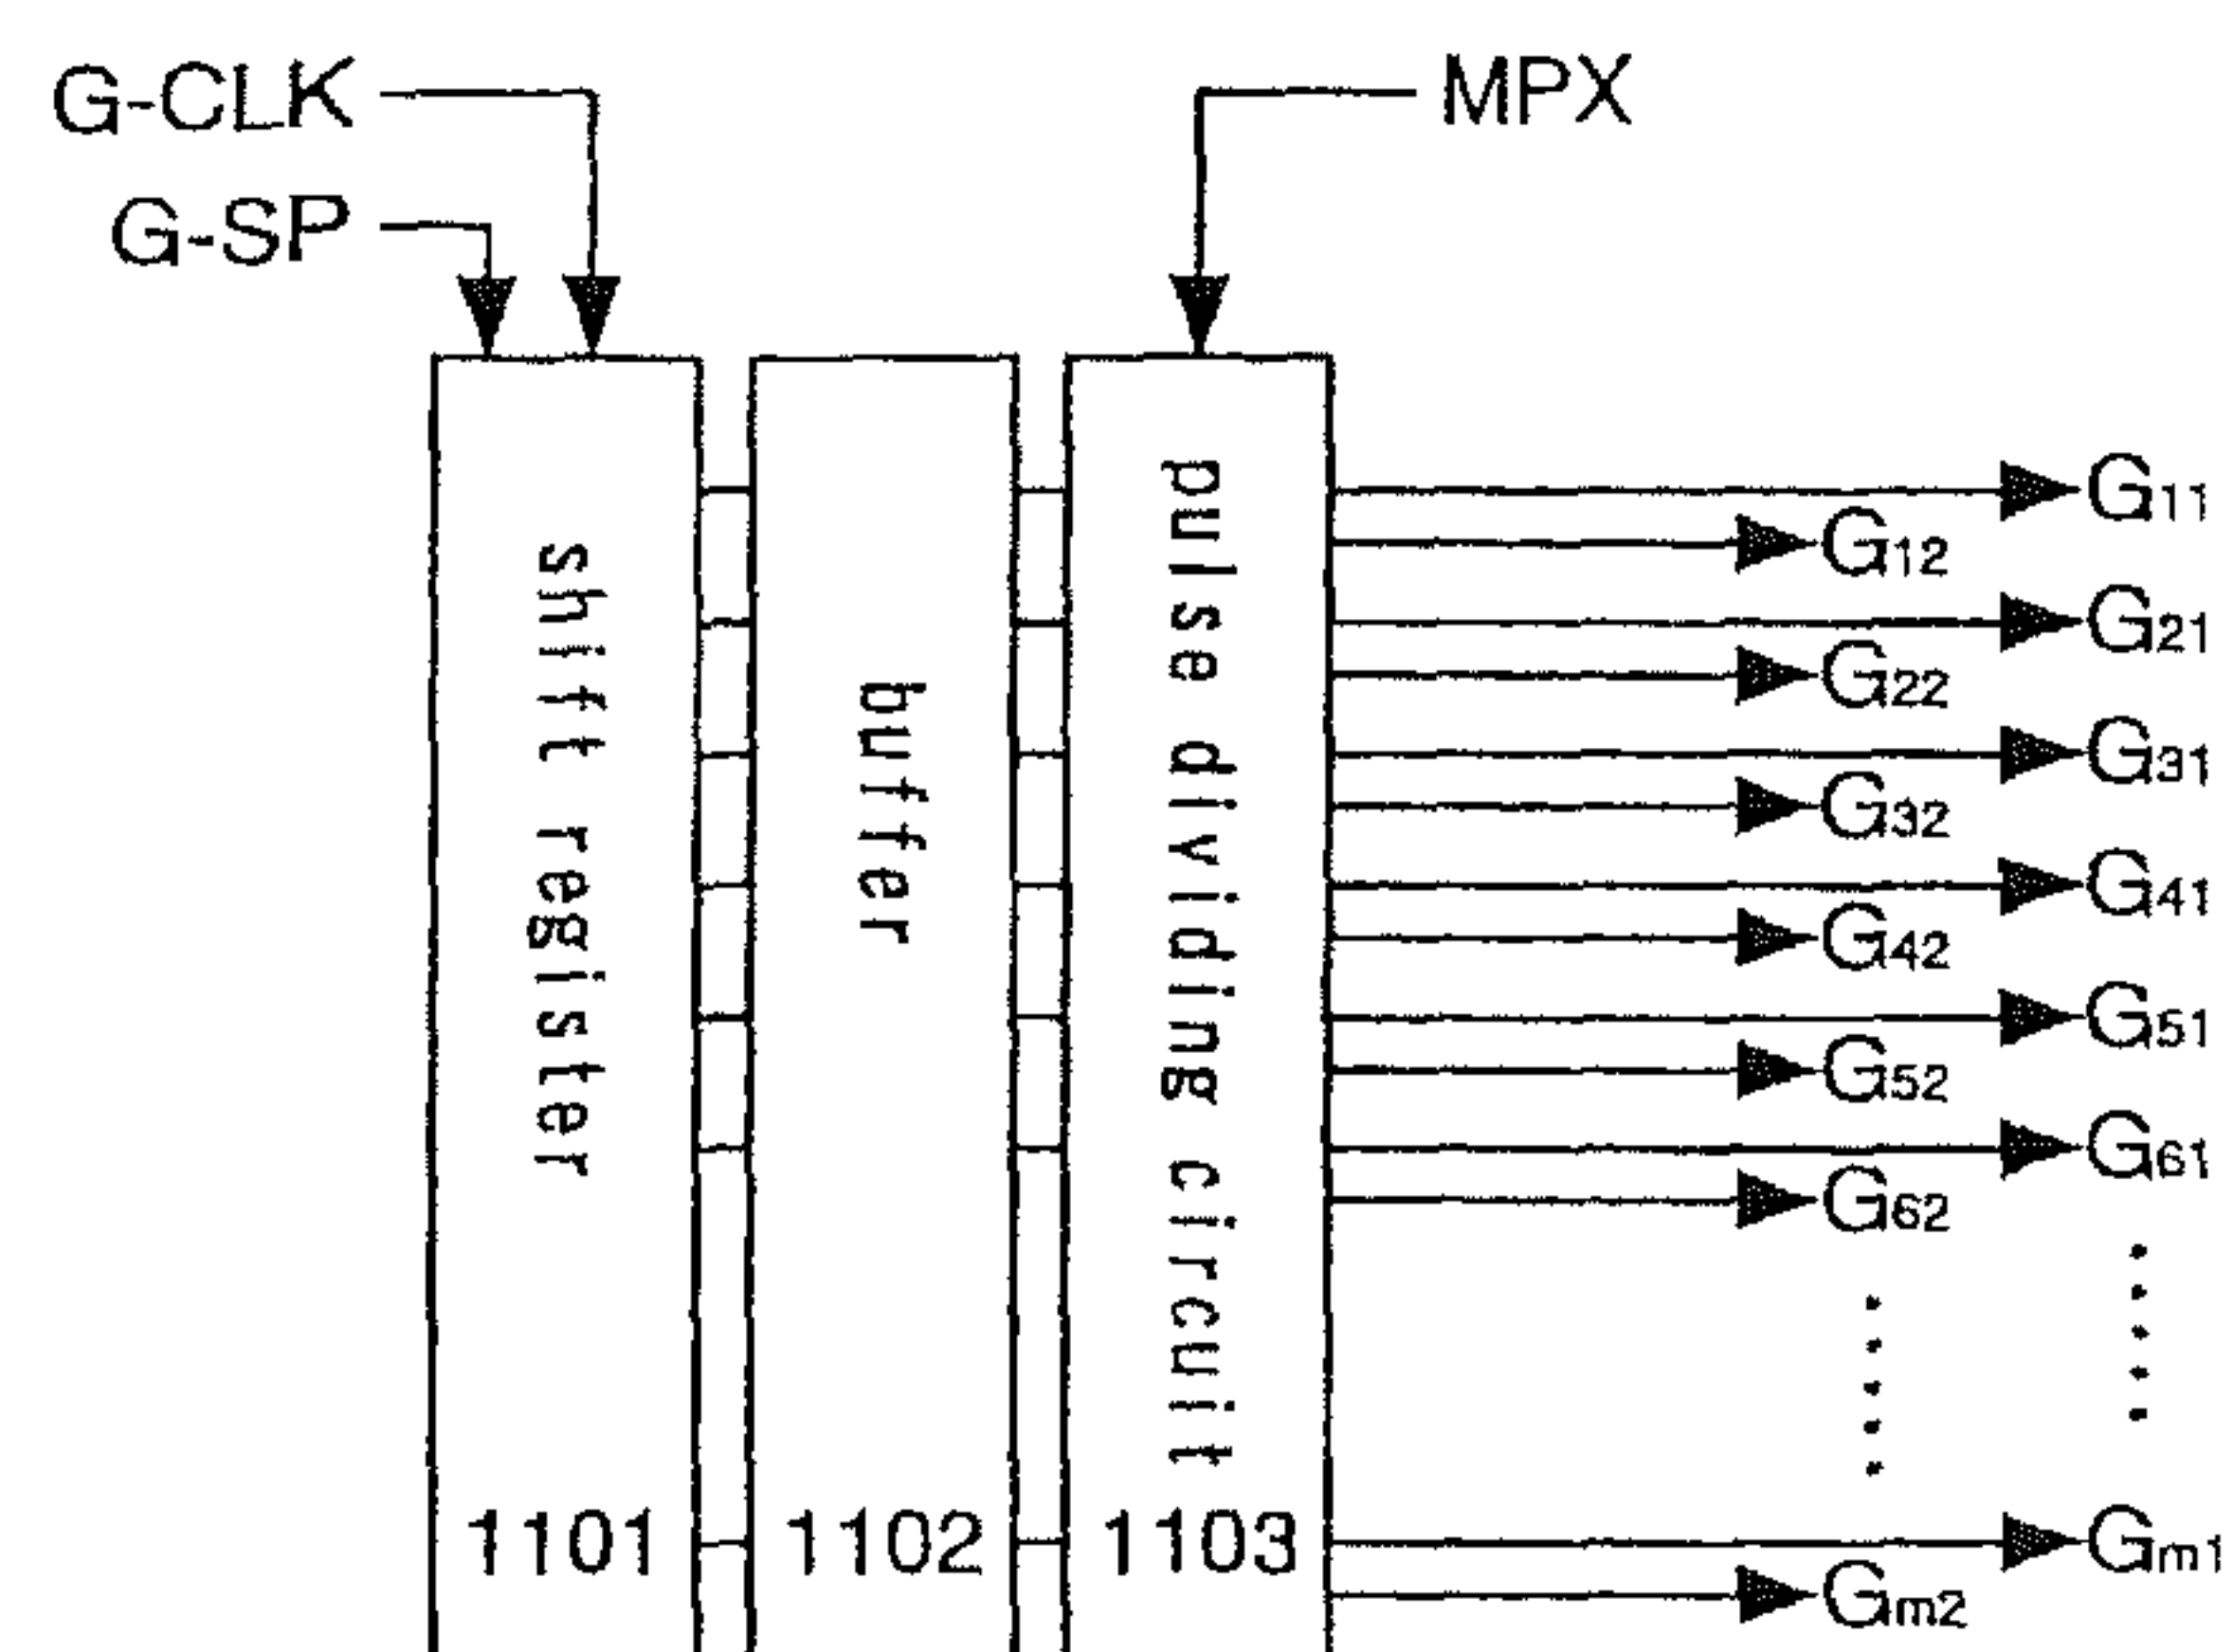 G-CLK
MPX
G-SP
shift register
buffer
pulse dividing circuit
G11
G12
G21
G22
G31
G32
G41
G42
G51
G52
G61
G62
1101
1102
1103
Gm1
Gm2